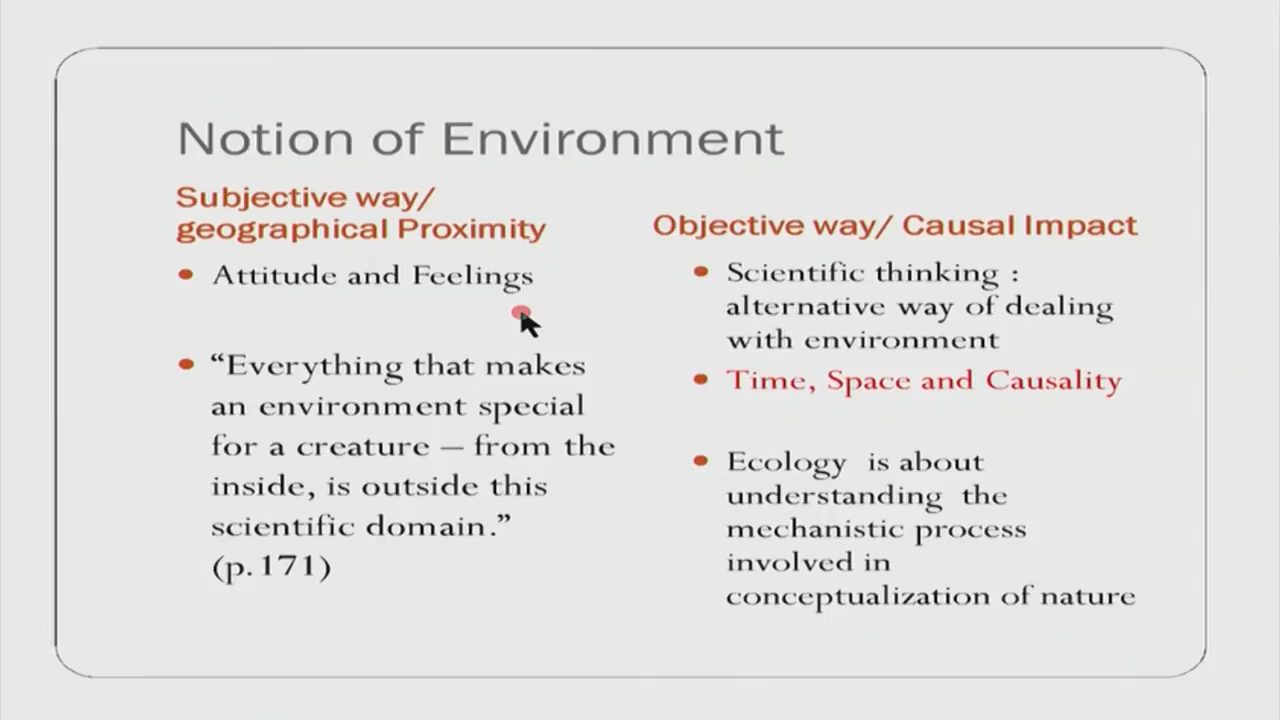 Notion of Environment
Subjective way/
geographical Proximity
• Attitude and Feelings
• “Everything that makes
an environment special
for a creature – from the
inside, is outside this
scientific domain.”
(p.171)
Objective way/ Causal Impact
• Scientific thinking :
alternative way of dealing
with environment
• Time, Space and Causality
• Ecology is about
understanding the
mechanistic process
involved in
conceptualization of nature